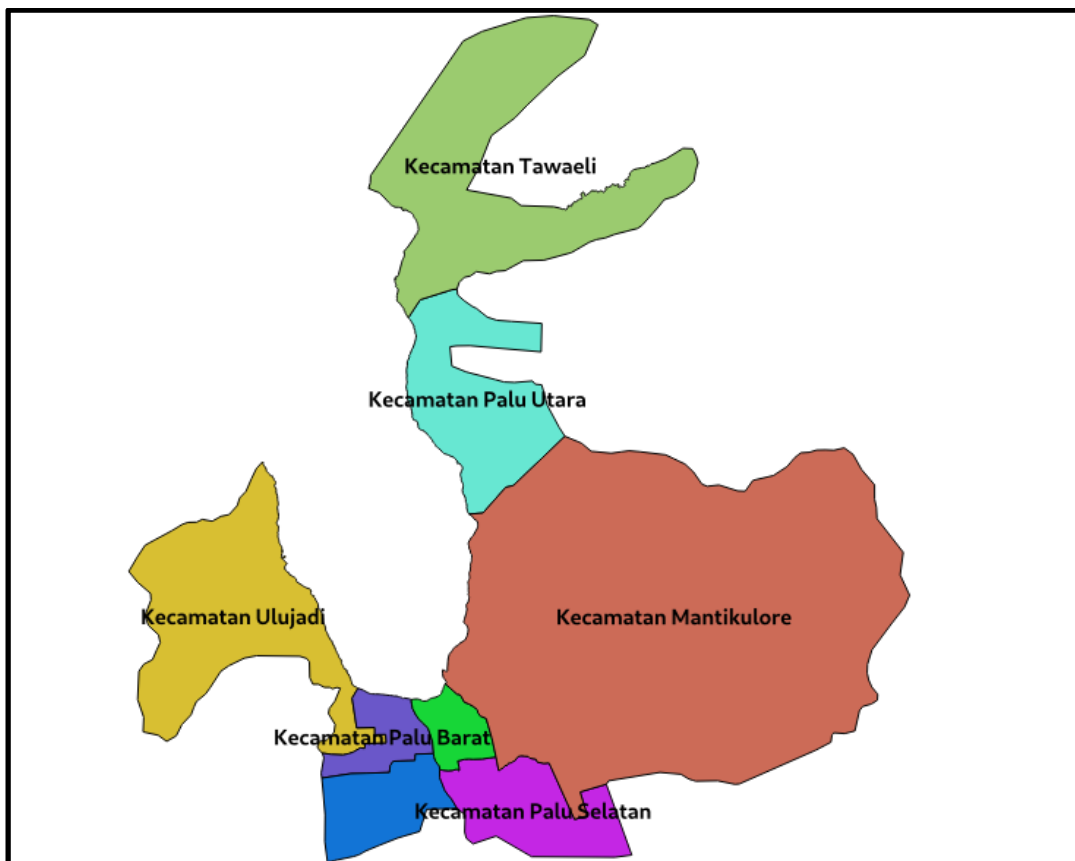 Kecamatan Tawaeli
Kecamatan Palu Utara
Kecamatan Ulujadi
Kecamatan Mantikulore
Kecamatan Palu Barat
Kecamatan Palu Selatan